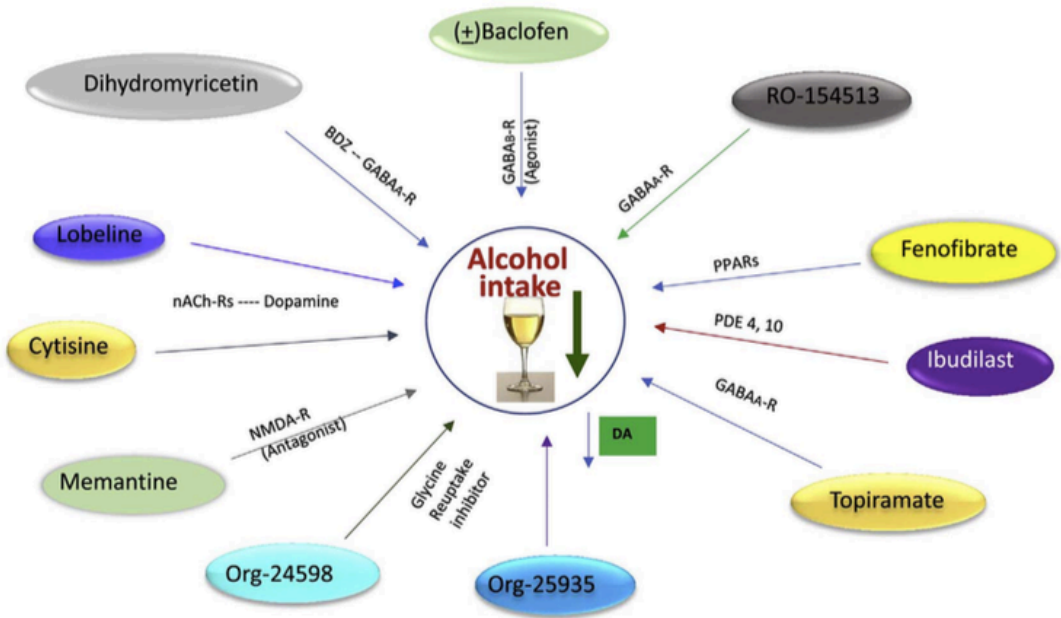 (±)Baclofen
Dihydromyricetin
RO-154513
BDZ -- GABAA-R
GABAB-R
(Agonist)
GABAA-R
Lobeline
Fenofibrate
PPARs
Alcohol
intake
nACh-Rs ---- Dopamine
PDE 4, 10
Cytisine
Ibudilast
GABAA-R
NMDA-R
(Antagonist)
DA
Memantine
Topiramate
Glycine
Reuptake
inhibitor
Org-24598
Org-25935